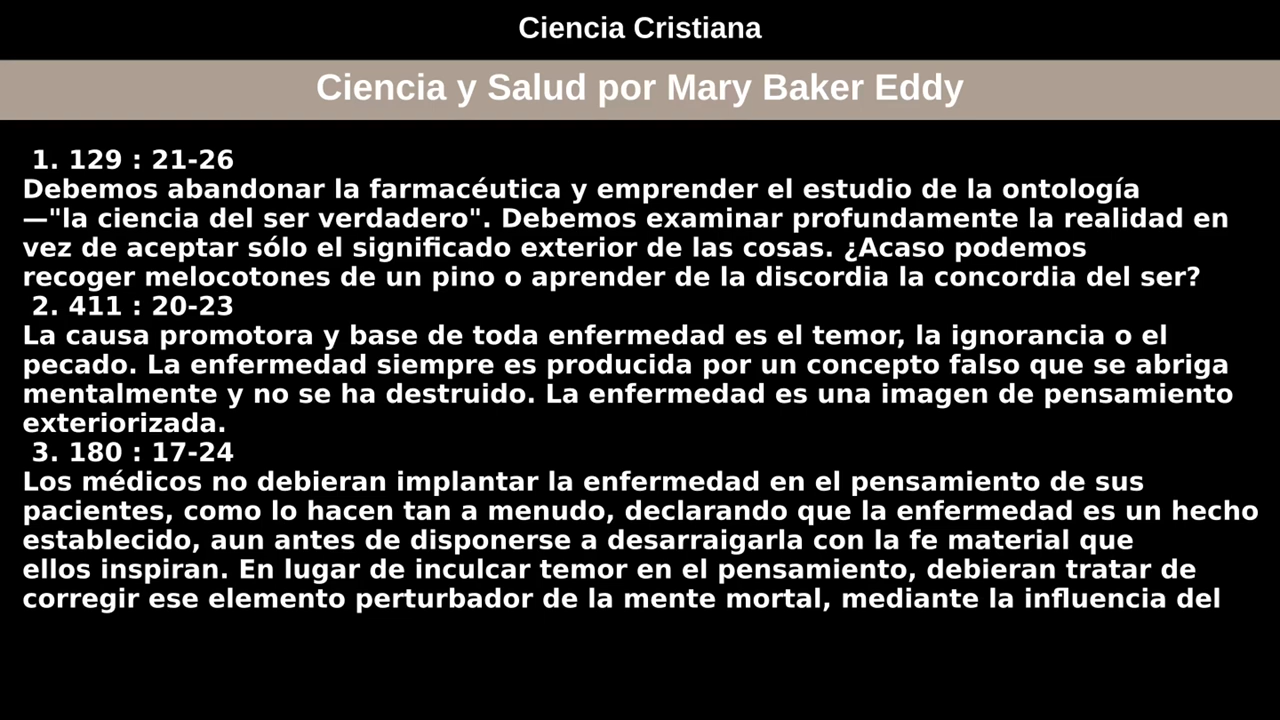 Ciencia Cristiana
Ciencia y Salud por Mary Baker Eddy
1. 129 : 21-26
Debemos abandonar la farmacéutica y emprender el estudio de la ontología
—"la ciencia del ser verdadero". Debemos examinar profundamente la realidad en
vez de aceptar sólo el significado exterior de las cosas. ¿Acaso podemos
recoger melocotones de un pino o aprender de la discordia la concordia del ser?
2. 411 : 20-23
La causa promotora y base de toda enfermedad es el temor, la ignorancia o el
pecado. La enfermedad siempre es producida por un concepto falso que se abriga
mentalmente y no se ha destruido. La enfermedad es una imagen de pensamiento
exteriorizada.
3. 180 : 17-24
Los médicos no debieran implantar la enfermedad en el pensamiento de sus
pacientes, como lo hacen tan a menudo, declarando que la enfermedad es un hecho
establecido, aun antes de disponerse a desarraigarla con la fe material que
ellos inspiran. En lugar de inculcar temor en el pensamiento, debieran tratar de
corregir ese elemento perturbador de la mente mortal, mediante la influencia del